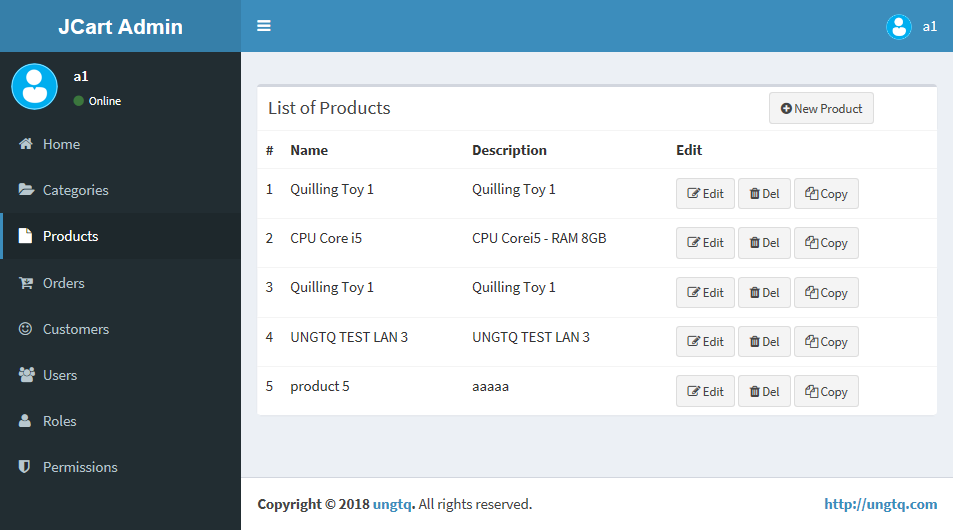 JCart Admin
a1
a1
Online
Home
Categories
Products
Orders
Customers
Users
Roles
Permissions
List of Products
New Product
# Name Description Edit
1 Quilling Toy 1 Quilling Toy 1 Edit Del Copy
2 CPU Core i5 CPU Corei5 - RAM 8GB Edit Del Copy
3 Quilling Toy 1 Quilling Toy 1 Edit Del Copy
4 UNGTQ TEST LAN 3 UNGTQ TEST LAN 3 Edit Del Copy
5 product 5 aaaaa Edit Del Copy
Copyright © 2018 ungtq. All rights reserved. http://ungtq.com